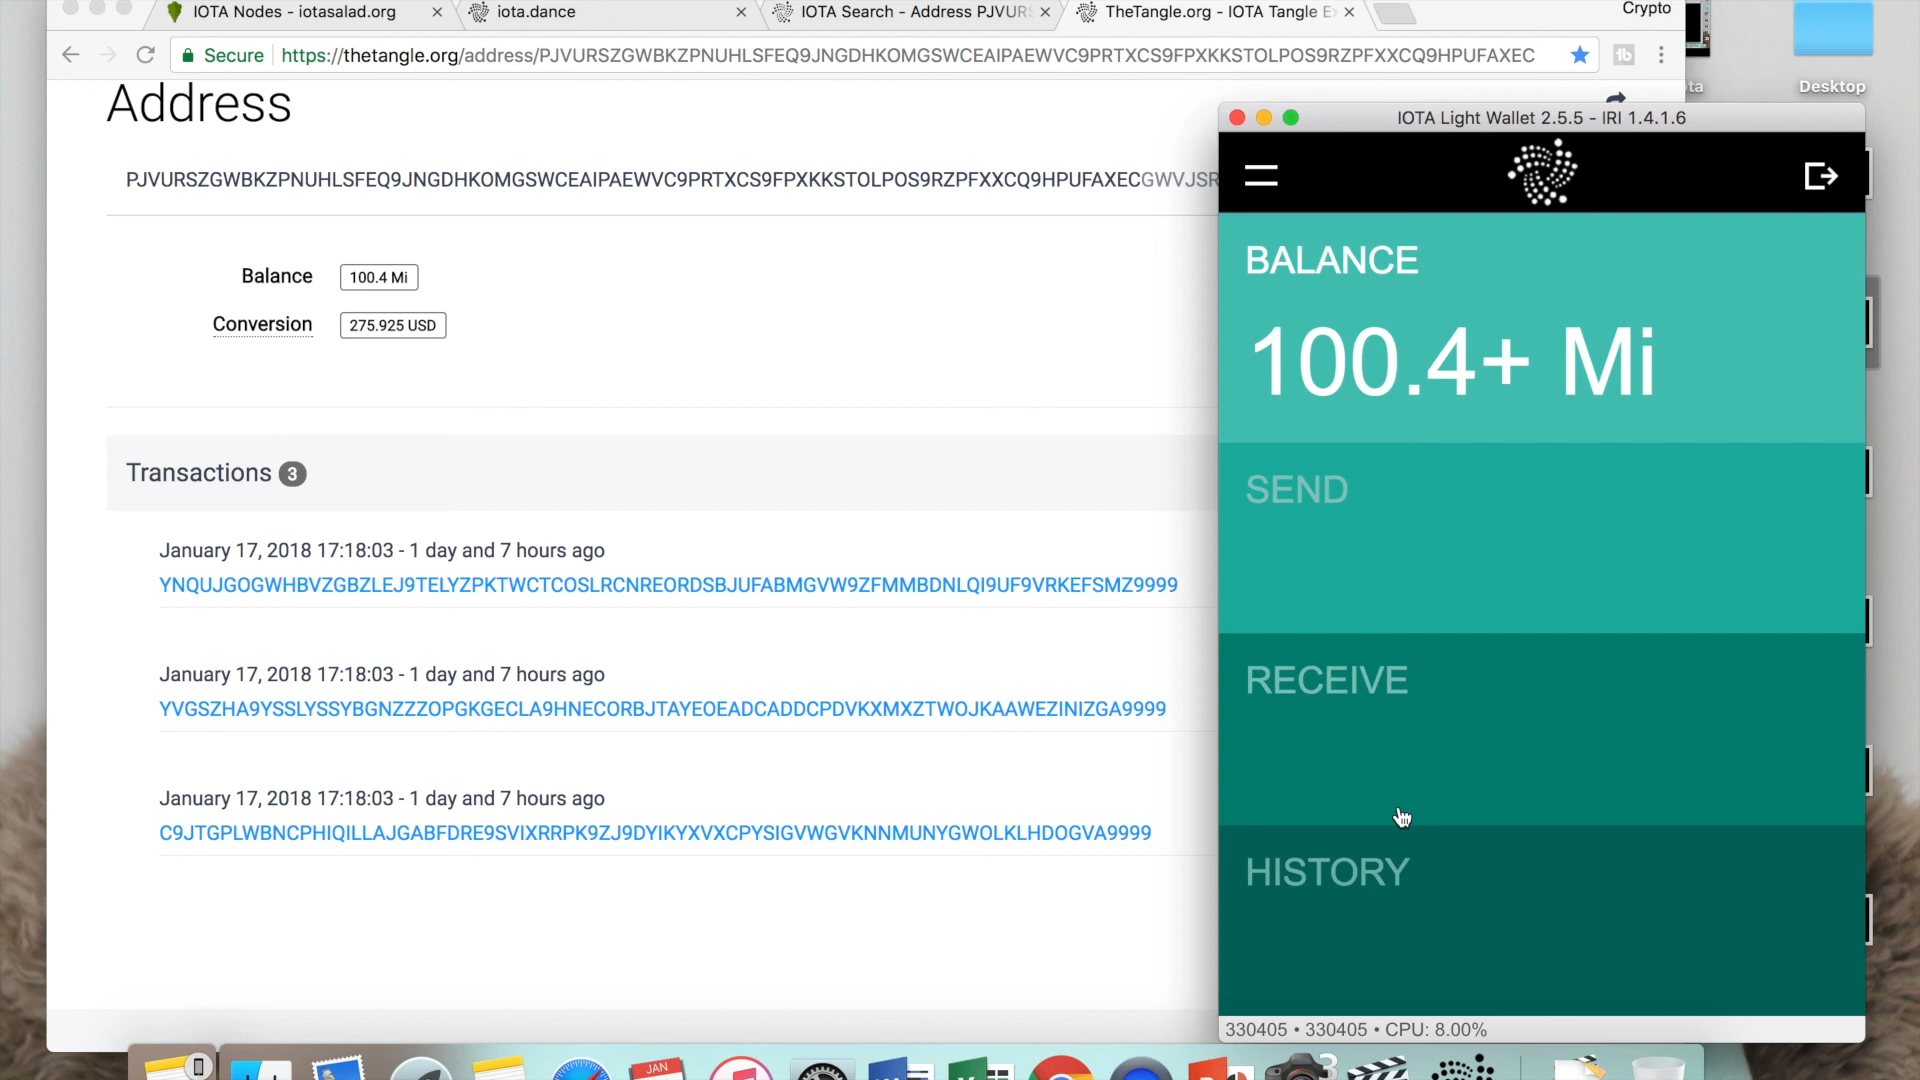 IOTA Nodes - iotasalad.org
iota.dance
IOTA Search - Address PJVURS
TheTangle.org - IOTA Tangle E
Crypto
Secure
https://thetangle.org/address/PJVURSZGWBKZPNUHLSFEQ9JNGDHKOMGSWCEAIPAEWVC9PRTXCS9FPXKKSTOLPOS9RZPFXXCQ9HPUFAXEC
ta
Desktop
Address
PJVURSZGWBKZPNUHLSFEQ9JNGDHKOMGSWCEAIPAEWVC9PRTXCS9FPXKKSTOLPOS9RZPFXXCQ9HPUFAXECGWVJSR
Balance
100.4 Mi
Conversion
275.925 USD
Transactions 3
January 17, 2018 17:18:03 - 1 day and 7 hours ago
YNQUJGOGWHBVZGBZLEJ9TELYZPKTWCTCOSLRCNREORDSBJUFABMGVW9ZFMMBDNLQI9UF9VRKEFSMZ9999
January 17, 2018 17:18:03 - 1 day and 7 hours ago
YVGSZHA9YSSLYSSYBGNZZZOPGKGECLA9HNECORBJTAYEOEADCADDCPDVKXMXZTWOJKAAWEZINIZGA9999
January 17, 2018 17:18:03 - 1 day and 7 hours ago
C9JTGPLWBNCPHIQILLAJGABFDRE9SVIXRRPK9ZJ9DYIKYXVXCPYSIGVWGVKNNMUNYGWOLKLHDOGVA9999
IOTA Light Wallet 2.5.5 - IRI 1.4.1.6
BALANCE
100.4+ Mi
SEND
RECEIVE
HISTORY
330405 • 330405 • CPU: 8.00%
JAN
3